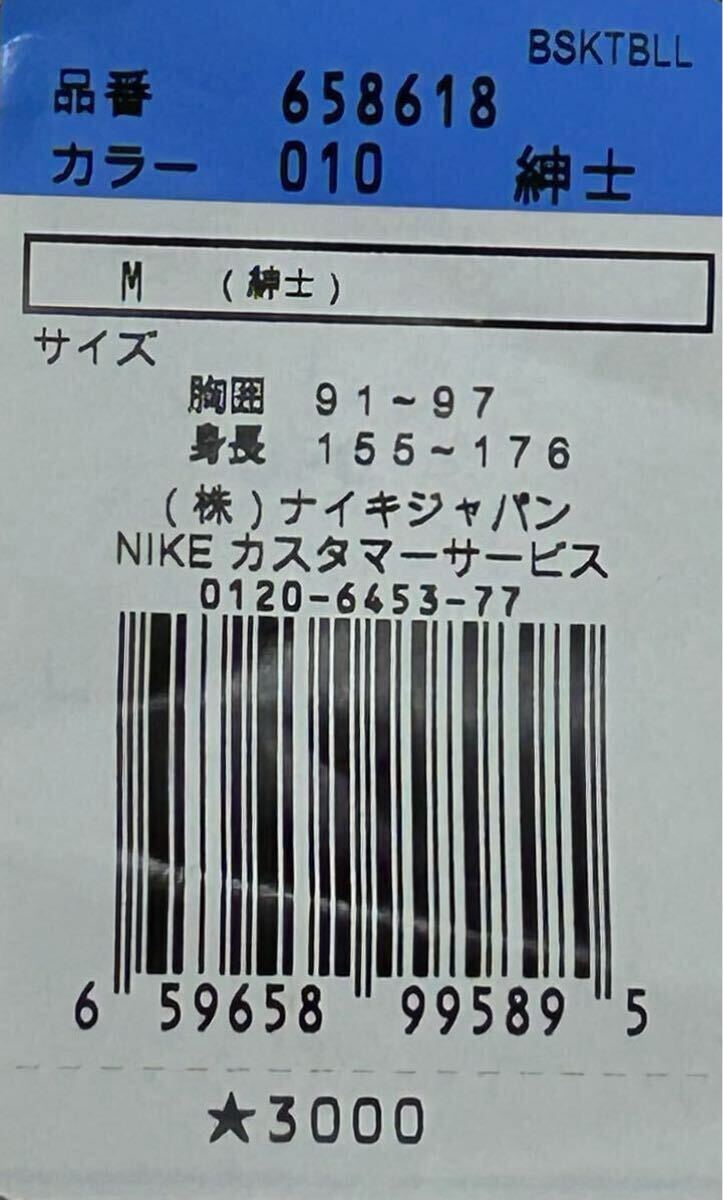 BSKTBLL
品番 658618
カラー 010 紳士
M (紳士)
サイズ
胸囲 91~97
身長 155~176
(株)ナイキジャパン
NIKE カスタマーサービス
0120-6453-77
6 59658 99589 5
★3000